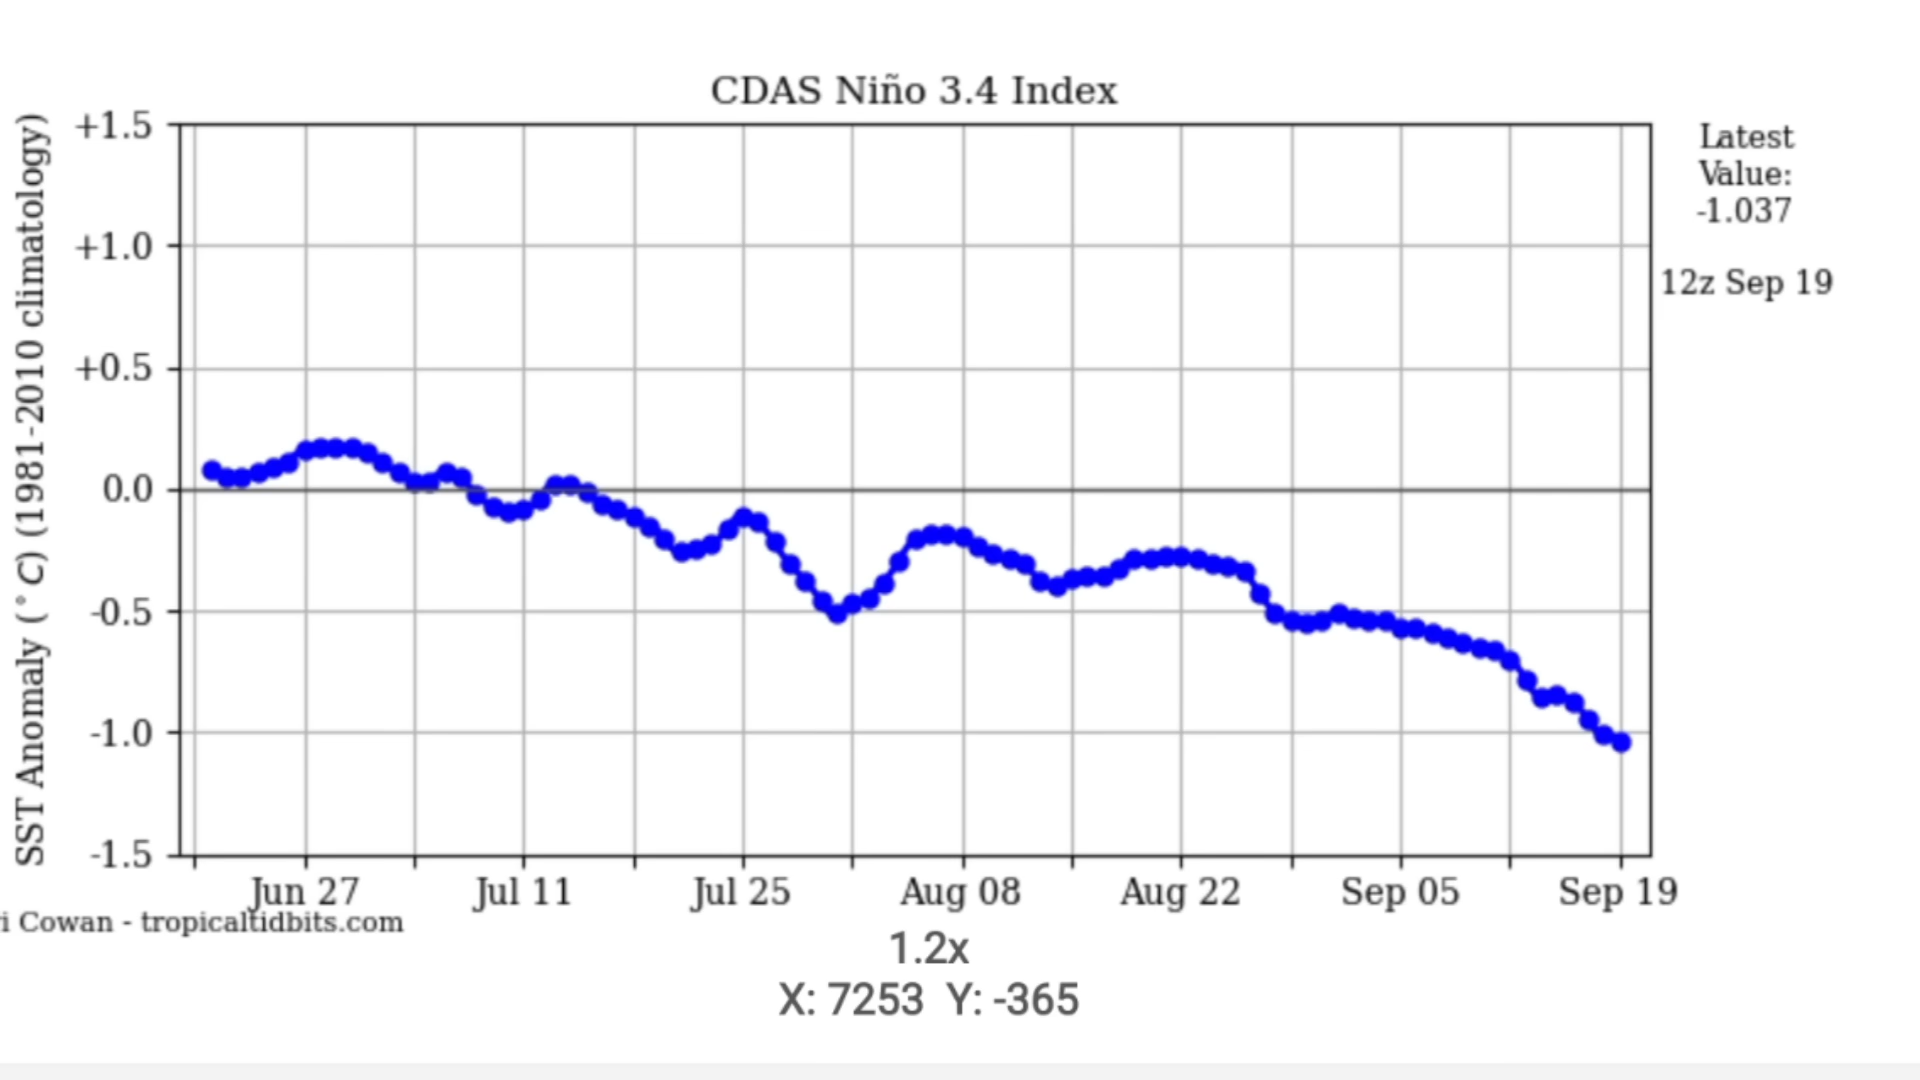 CDAS Niño 3.4 Index
SST Anomaly (°C) (1981-2010 climatology)
+1.5
+1.0
+0.5
0.0
-0.5
-1.0
-1.5
Jun 27 Jul 11 Jul 25 Aug 08 Aug 22 Sep 05 Sep 19
Latest
Value:
-1.037
12z Sep 19
i Cowan - tropicaltidbits.com
1.2x
X: 7253 Y: -365